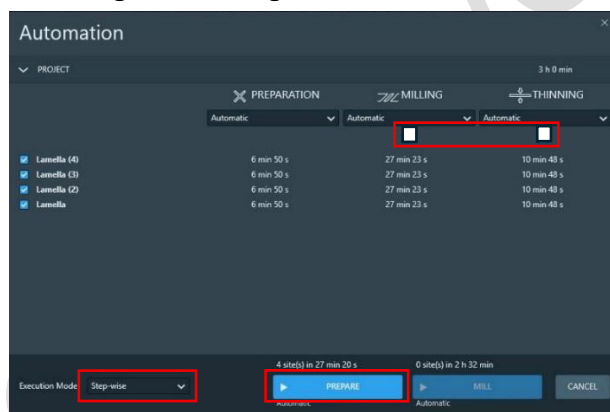 Automation
PROJECT 3 h 0 min
PREPARATION MILLING THINNING
Automatic Automatic Automatic
Lamella (4) 6 min 50 s 27 min 23 s 10 min 48 s
Lamella (3) 6 min 50 s 27 min 23 s 10 min 48 s
Lamella (2) 6 min 50 s 27 min 23 s 10 min 48 s
Lamella 6 min 50 s 27 min 23 s 10 min 48 s
4 site(s) in 27 min 20 s 0 site(s) in 2 h 32 min
Execution Mode Step-wise PREPARE MILL CANCEL
Automatic Automatic